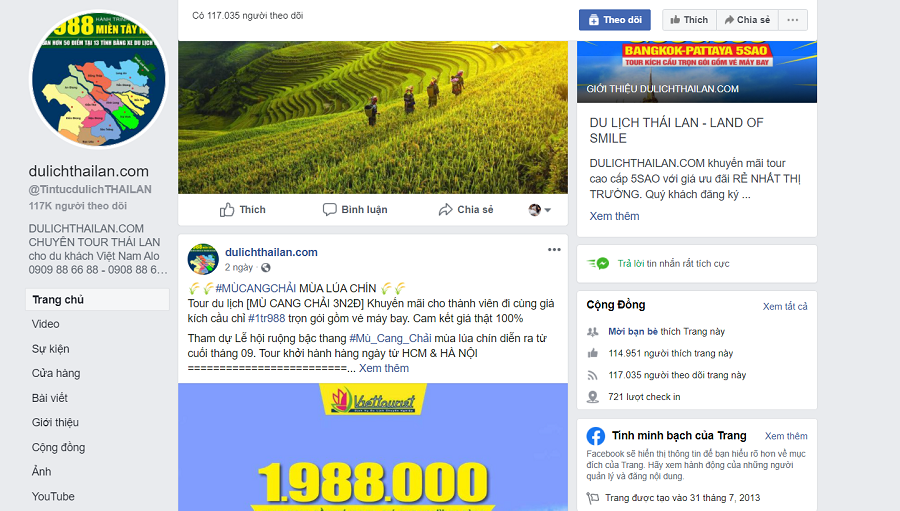 1988
HÀNH TRÌNH
MIỀN TÂY
HƠN 50 ĐIỂM TẠI 13 TỈNH BẰNG XE DU LỊCH
dulichthailan.com
@TintucdulichTHAILAN
117K người theo dõi
DULICHTHAILAN.COM
CHUYÊN TOUR THÁI LAN
cho du khách Việt Nam Alo
0909 88 66 88 - 0908 88 6...
Trang chủ
Video
Sự kiện
Cửa hàng
Bài viết
Giới thiệu
Cộng đồng
Ảnh
YouTube
Có 117.035 người theo dõi
Theo dõi
Thích
Chia sẻ
...
Thích
Bình luận
Chia sẻ
dulichthailan.com
2 ngày ·
#MÙCANGCHẢI MÙA LÚA CHÍN
Tour du lịch [MÙ CANG CHẢI 3N2Đ] Khuyến mãi cho thành viên đi cùng giá
kích cầu chỉ #1tr988 trọn gói gồm vé máy bay. Cam kết giá thật 100%
Tham dự Lễ hội ruộng bậc thang #Mù_Cang_Chải mùa lúa chín diễn ra từ
cuối tháng 09. Tour khởi hành hàng ngày từ HCM & HÀ NỘI
=========================... Xem thêm
Viettourist
1.988.000
BANGKOK-PATTAYA 5SAO
TOUR KÍCH CẦU TRỌN GÓI GỒM VÉ MÁY BAY
GIỚI THIỆU DULICHTHAILAN.COM
DU LỊCH THÁI LAN - LAND OF
SMILE
DULICHTHAILAN.COM khuyến mãi tour
cao cấp 5SAO với giá ưu đãi RẺ NHẤT THỊ
TRƯỜNG. Quý khách đăng ký ...
Xem thêm
Trả lời tin nhắn rất tích cực
Cộng Đồng
Xem tất cả
Mời bạn bè thích Trang này
114.951 người thích trang này
117.035 người theo dõi trang này
721 lượt check in
Tính minh bạch của Trang
Xem thêm
Facebook sẽ hiển thị thông tin để bạn hiểu rõ hơn về mục
đích của Trang. Hãy xem hành động của những người
quản lý và đăng nội dung.
Trang được tạo vào 31 tháng 7, 2013